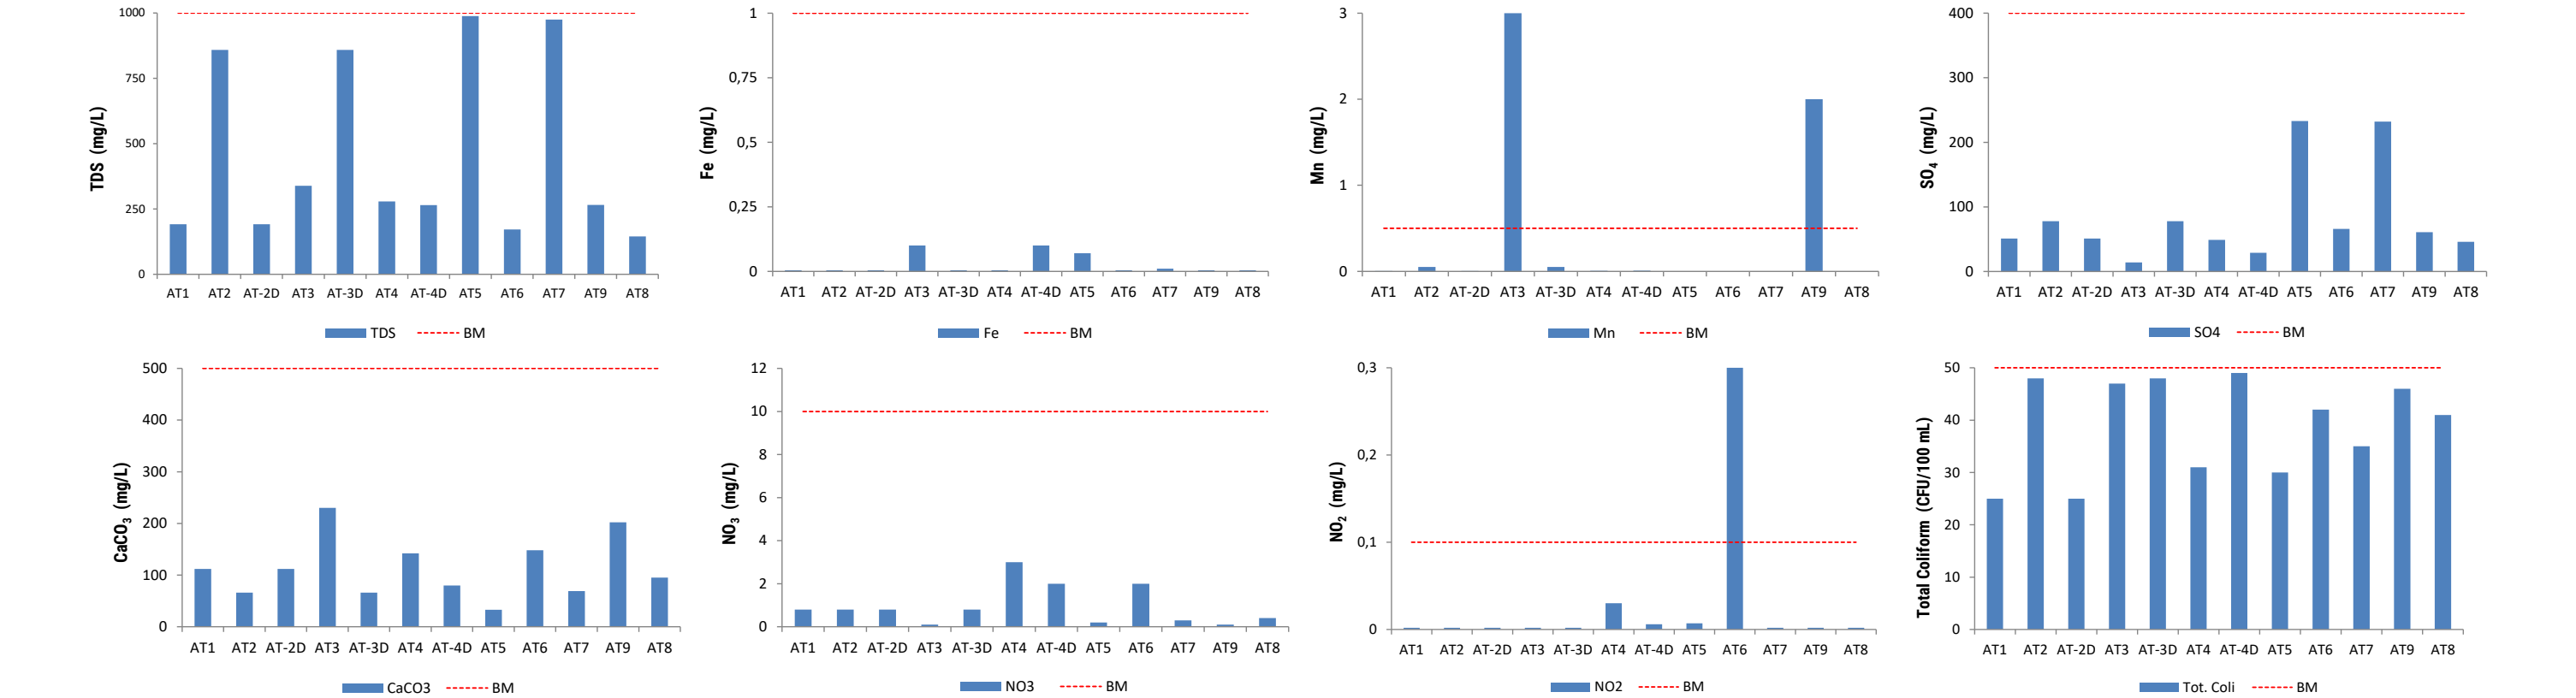 TDS (mg/L)
1000
750
500
250
0
AT1 AT2 AT-2D AT3 AT-3D AT4 AT-4D AT5 AT6 AT7 AT9 AT8
TDS BM
Fe (mg/L)
1
0,75
0,5
0,25
0
AT1 AT2 AT-2D AT3 AT-3D AT4 AT-4D AT5 AT6 AT7 AT9 AT8
Fe BM
Mn (mg/L)
3
2
1
0
AT1 AT2 AT-2D AT3 AT-3D AT4 AT-4D AT5 AT6 AT7 AT9 AT8
Mn BM
SO₄ (mg/L)
400
300
200
100
0
AT1 AT2 AT-2D AT3 AT-3D AT4 AT-4D AT5 AT6 AT7 AT9 AT8
SO4 BM
CaCO₃ (mg/L)
500
400
300
200
100
0
AT1 AT2 AT-2D AT3 AT-3D AT4 AT-4D AT5 AT6 AT7 AT9 AT8
CaCO3 BM
NO₃ (mg/L)
12
10
8
6
4
2
0
AT1 AT2 AT-2D AT3 AT-3D AT4 AT-4D AT5 AT6 AT7 AT9 AT8
NO3 BM
NO₂ (mg/L)
0,3
0,2
0,1
0
AT1 AT2 AT-2D AT3 AT-3D AT4 AT-4D AT5 AT6 AT7 AT9 AT8
NO2 BM
Total Coliform (CFU/100 mL)
50
40
30
20
10
0
AT1 AT2 AT-2D AT3 AT-3D AT4 AT-4D AT5 AT6 AT7 AT9 AT8
Tot. Coli BM